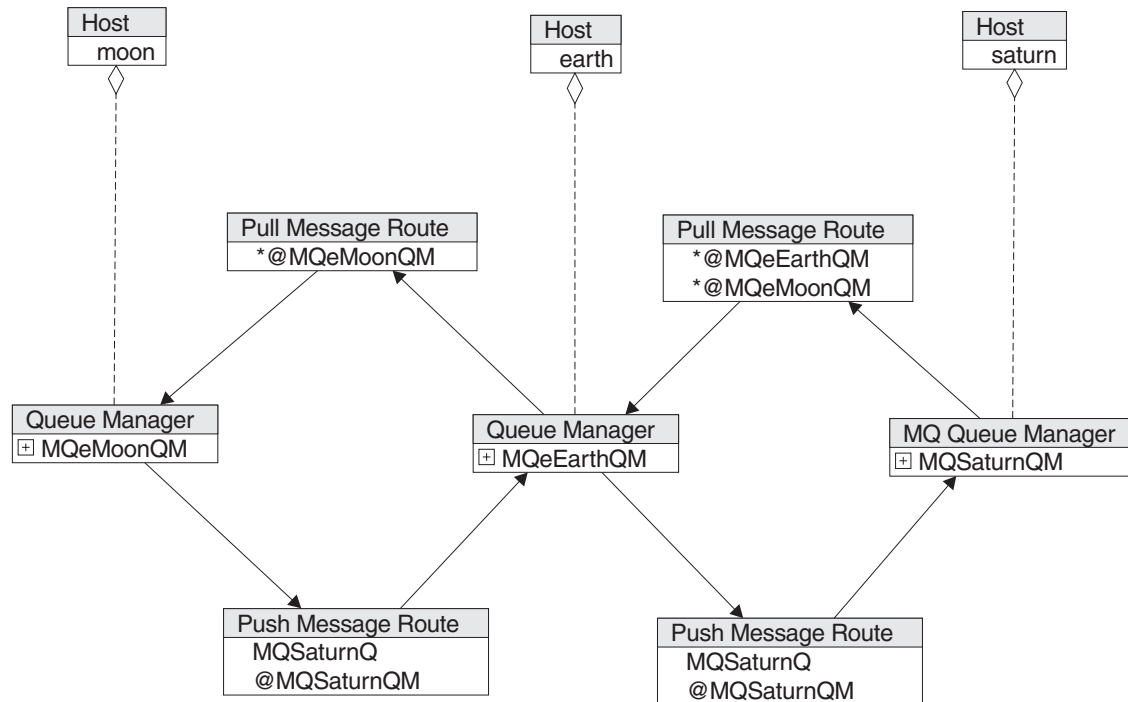 Host
moon
Host
earth
Host
saturn
Pull Message Route
*@MQeMoonQM
Pull Message Route
*@MQeEarthQM
*@MQeMoonQM
Queue Manager
+ MQeMoonQM
Queue Manager
+ MQeEarthQM
MQ Queue Manager
+ MQSaturnQM
Push Message Route
MQSaturnQ
@MQSaturnQM
Push Message Route
MQSaturnQ
@MQSaturnQM